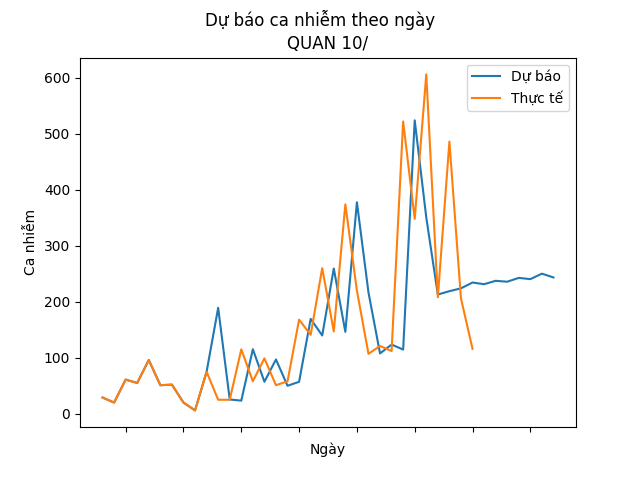 Dự báo ca nhiễm theo ngày
QUAN 10/
Dự báo
Thực tế
600
500
400
300
200
100
0
Ca nhiễm
Ngày